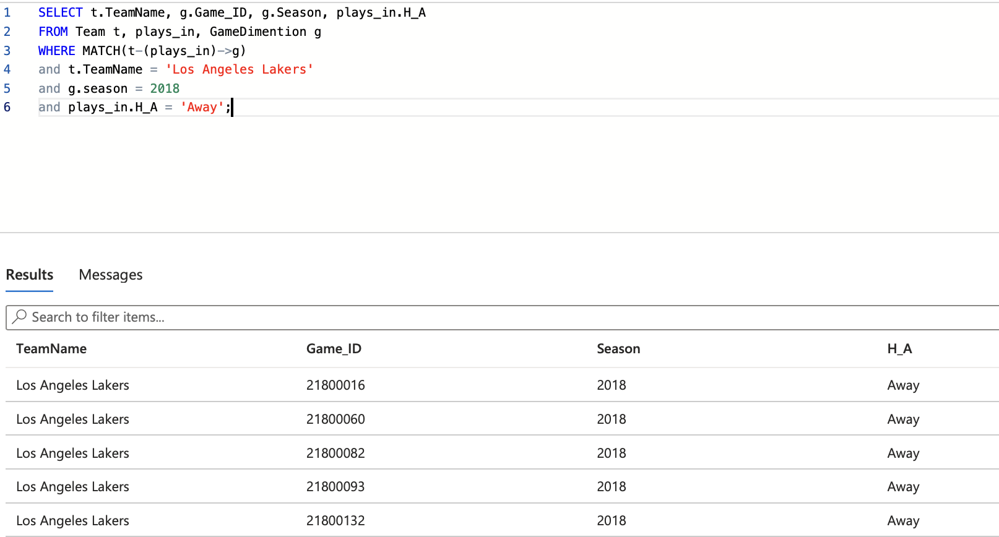 1 SELECT t.TeamName, g.Game_ID, g.Season, plays_in.H_A
2 FROM Team t, plays_in, GameDimention g
3 WHERE MATCH(t-(plays_in)->g)
4 and t.TeamName = 'Los Angeles Lakers'
5 and g.season = 2018
6 and plays_in.H_A = 'Away';
Results Messages
Search to filter items...
TeamName Game_ID Season H_A
Los Angeles Lakers 21800016 2018 Away
Los Angeles Lakers 21800060 2018 Away
Los Angeles Lakers 21800082 2018 Away
Los Angeles Lakers 21800093 2018 Away
Los Angeles Lakers 21800132 2018 Away